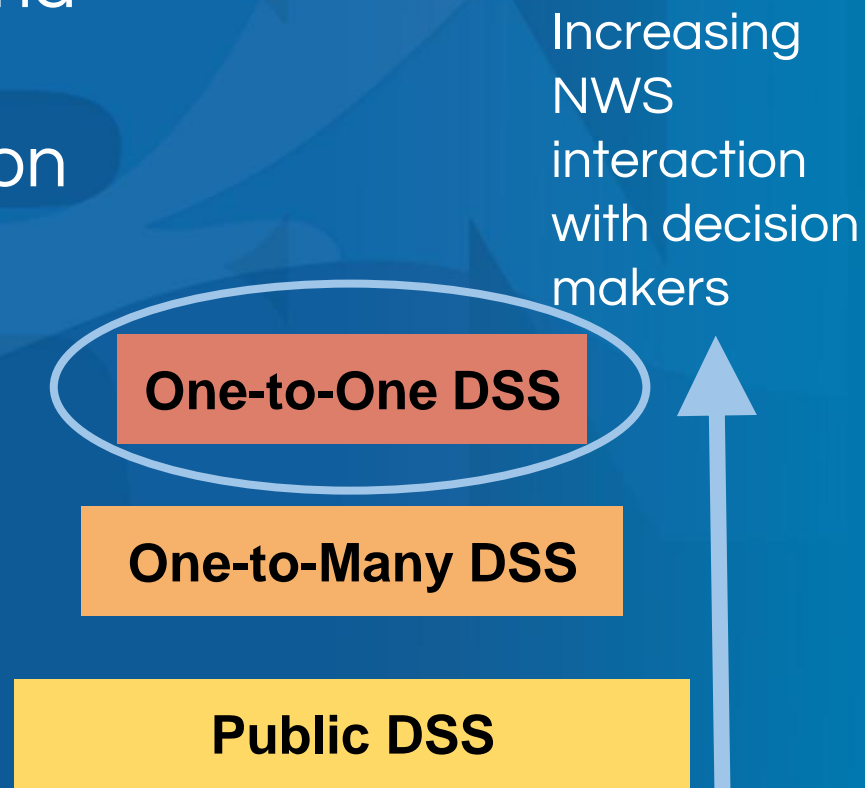 Increasing
NWS
interaction
with decision
makers
One-to-One DSS
One-to-Many DSS
Public DSS